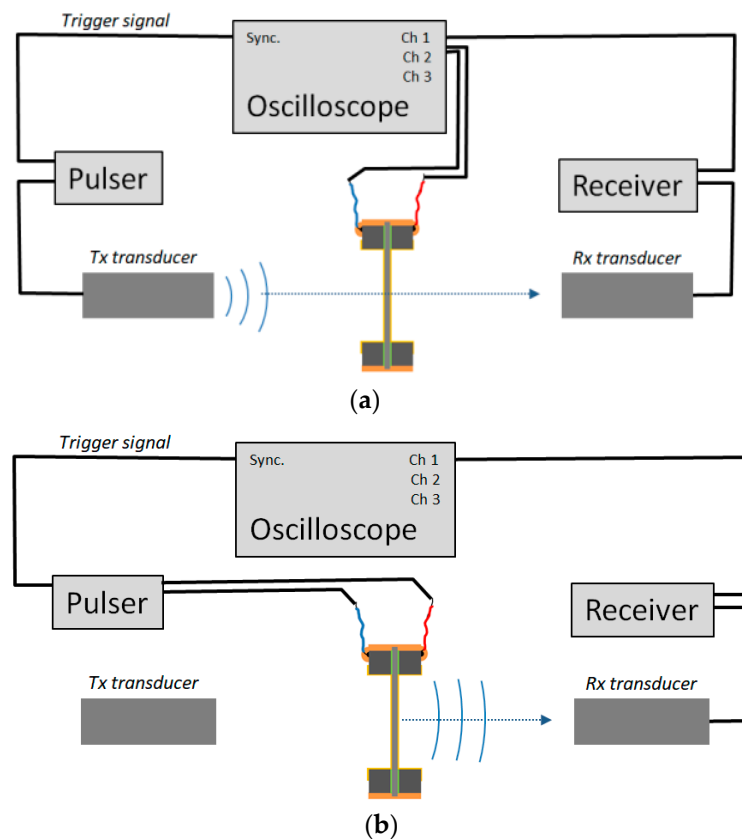 Trigger signal
Sync.
Ch 1
Ch 2
Ch 3
Oscilloscope
Pulser
Receiver
Tx transducer
Rx transducer
(a)
Trigger signal
Sync.
Ch 1
Ch 2
Ch 3
Oscilloscope
Pulser
Receiver
Tx transducer
Rx transducer
(b)